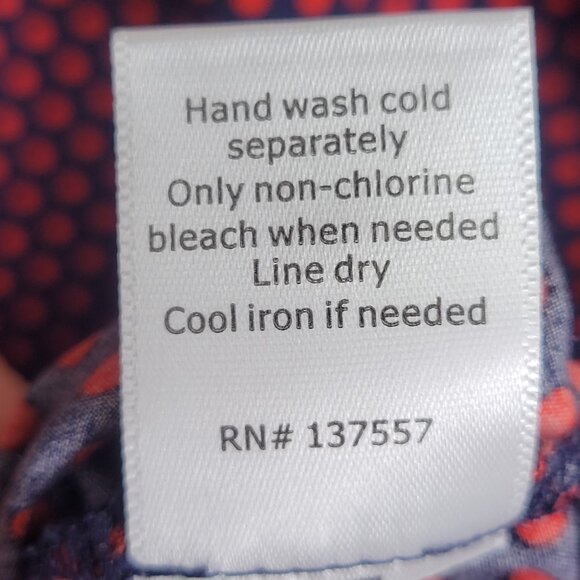 Hand wash cold
separately
Only non-chlorine
bleach when needed
Line dry
Cool iron if needed
RN# 137557